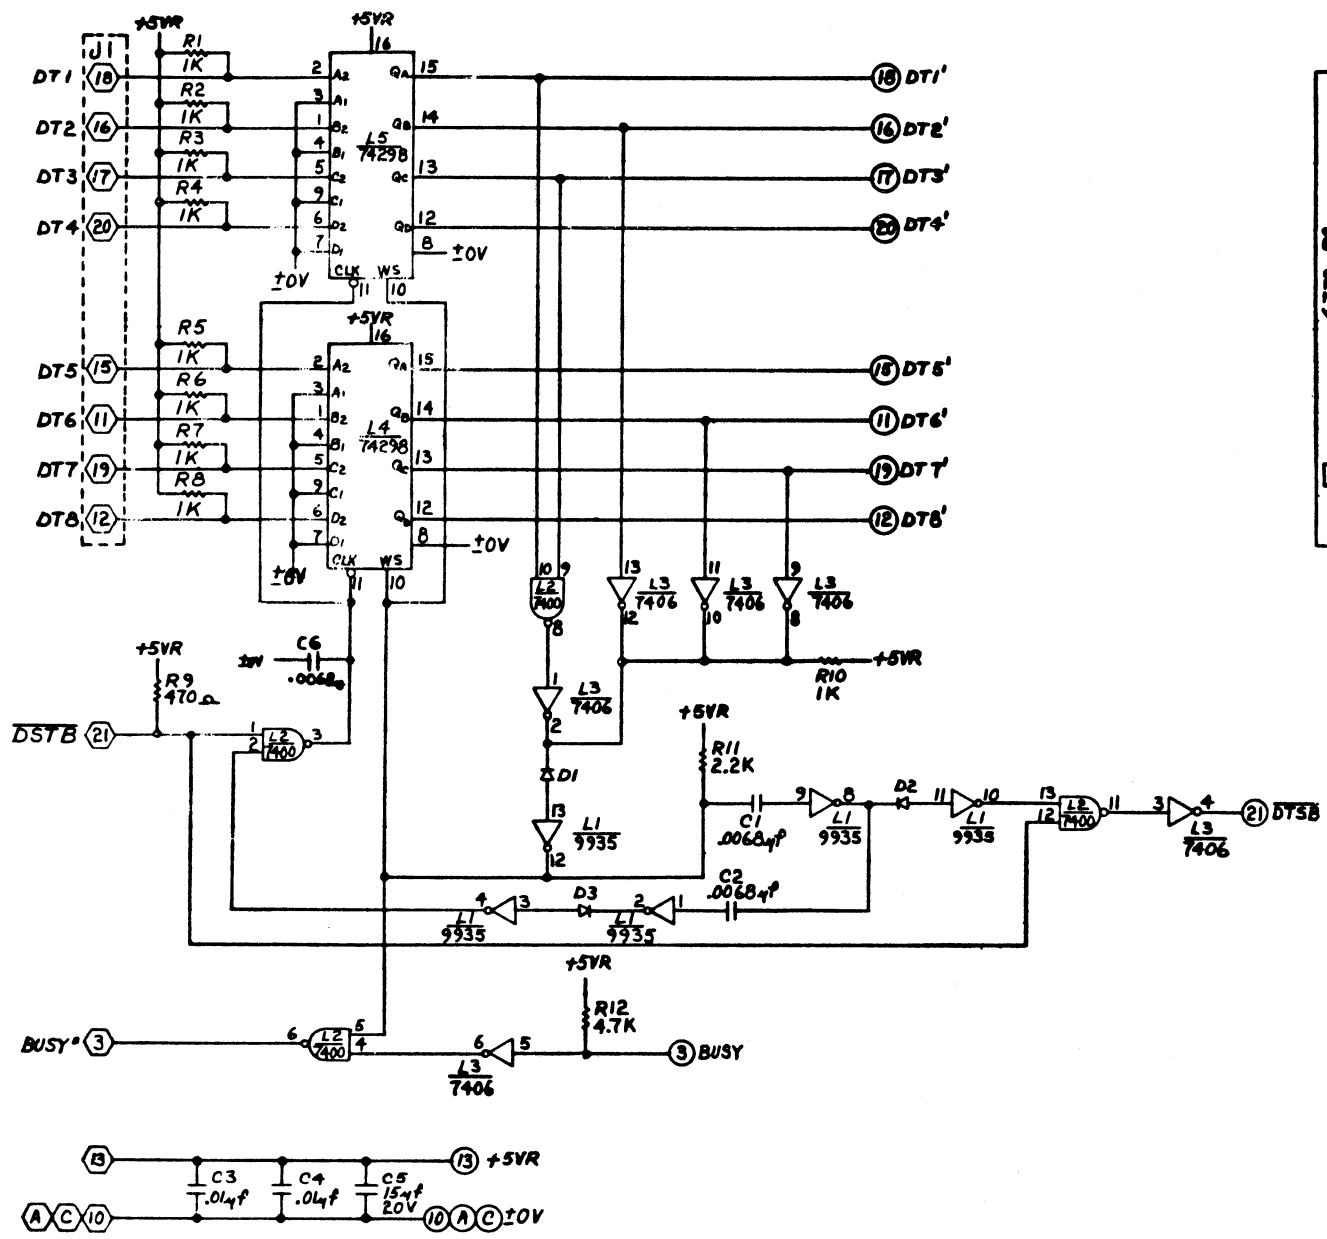 +5VR
+5VR
J1
R1
16
DT1 18 1K 2 A2 QA 15 18 DT1'
R2 3 A1
DT2 16 1K 1 B2 QB 14 16 DT2'
R3 4 B1 L5
74298
DT3 17 1K 5 C2 QC 13 17 DT3'
R4 9 C1
DT4 20 1K 6 D2 QD 12 20 DT4'
7 D1 8 ±0V
±0V CLK WS
11 10
+5VR
R5 16
DT5 15 1K 2 A2 QA 15 15 DT5'
R6 3 A1
DT6 11 1K 1 B2 QB 14 11 DT6'
R7 4 B1 L4
74298
DT7 19 1K 5 C2 QC 13 19 DT7'
R8 9 C1
DT8 12 1K 6 D2 12 12 DT8'
7 D1 8 ±0V
±0V CLK WS
11 10
10 9 13 11 9
L2 L3 L3 L3
7400 7406 7406 7406
8 12 10 8
+5VR
C6
R9
470Ω
.0068
R10
1K
+5VR
1 L3
7406
2
+5VR
DSTB 21 1 2 L2
7400 3
R11
2.2K
D1
13 L1
9935
12
C1
.0068µf
9 8 L1
9935
D2
11 10 L1
9935
13 12 L2
7400 11
3 4 L3
7406
21 DTSB
C2
.0068µf
4 3 L1
9935
D3
2 1 L1
9935
+5VR
R12
4.7K
BUSY' 3 6 L2
7400 5 4
6 5 L3
7406
3 BUSY
13 13 +5VR
C3
.01µf
C4
.01µf
C5
15µf
20V
A C 10 10 A C ±0V